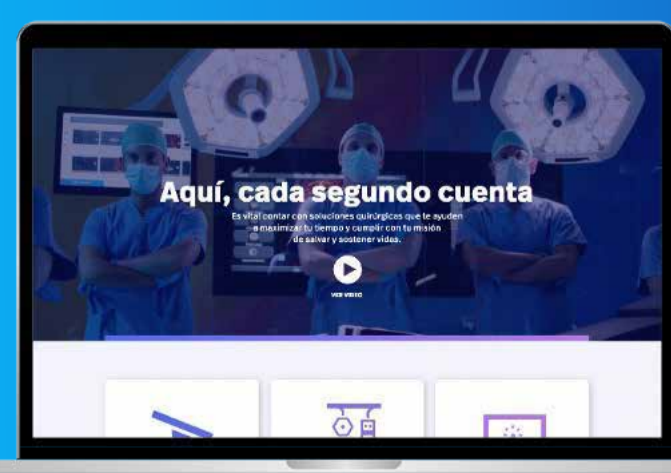 Aquí, cada segundo cuenta
Es vital contar con soluciones quirúrgicas que te ayuden
a maximizar tu tiempo y cumplir con tu misión
de salvar y sostener vidas.
VER VIDEO